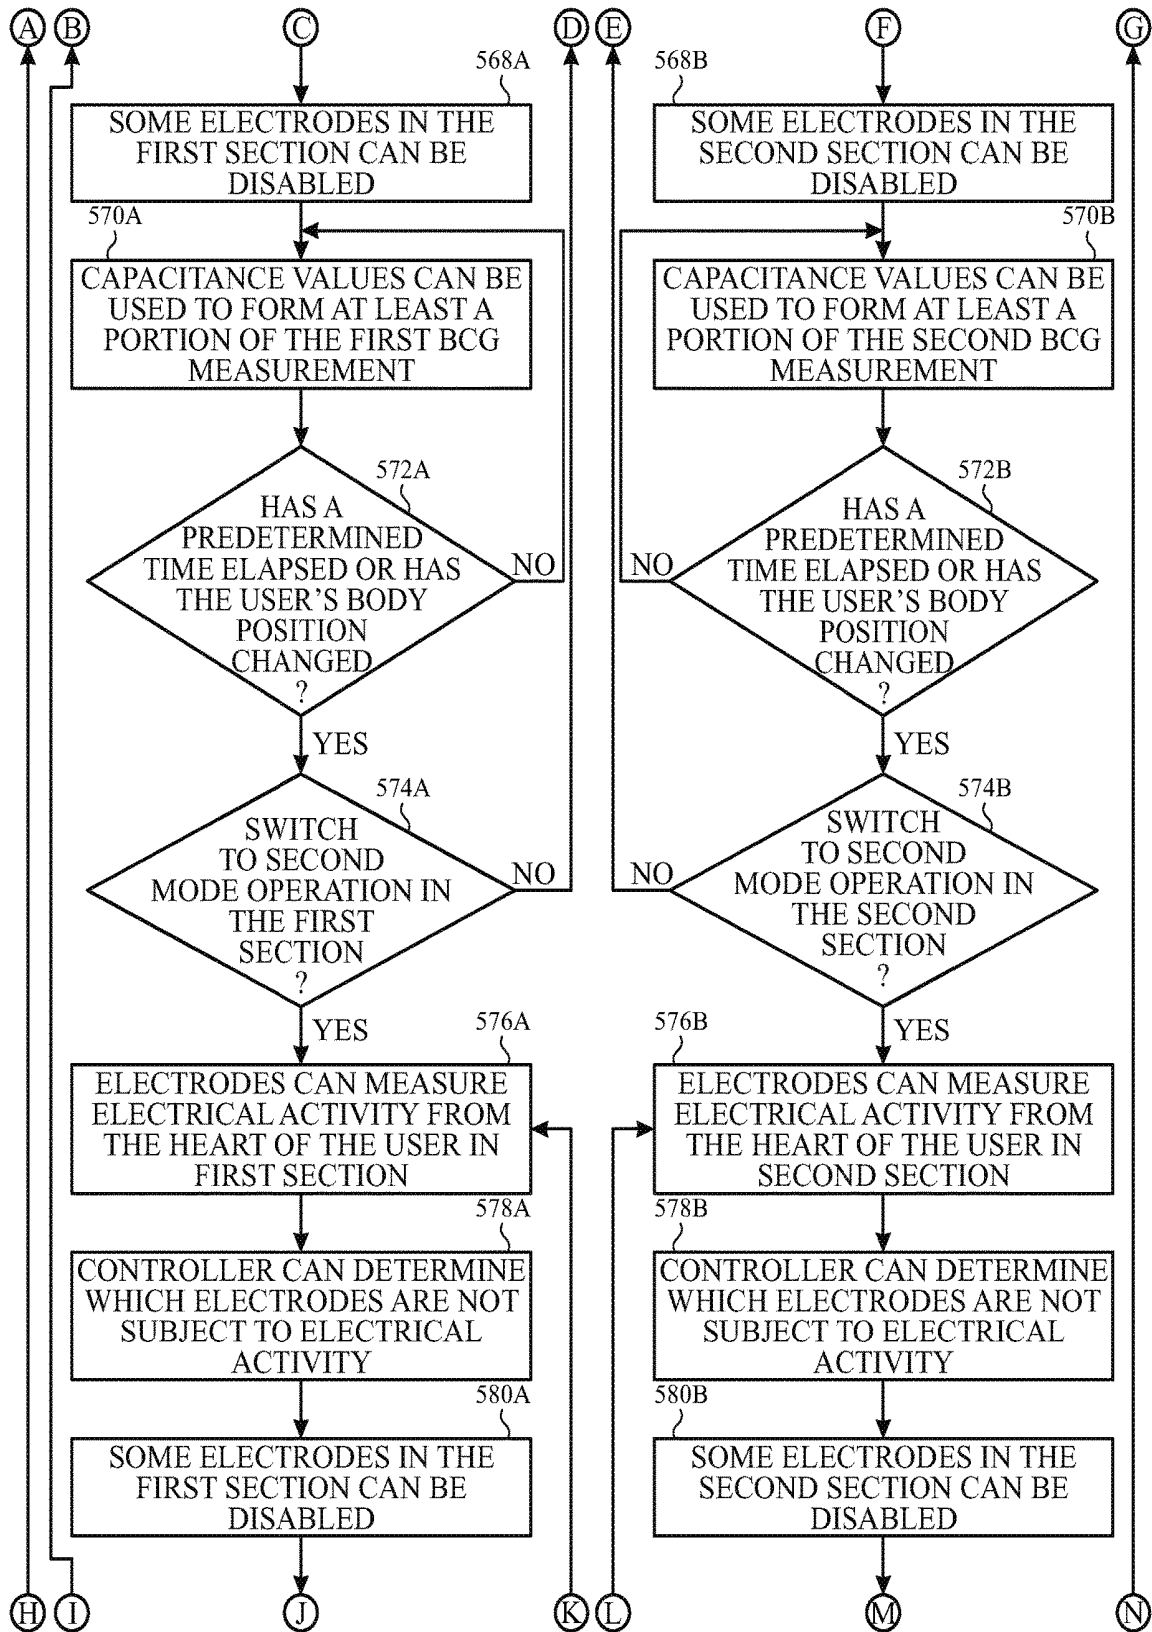 A B C D E F G
568A
SOME ELECTRODES IN THE
FIRST SECTION CAN BE
DISABLED
570A
CAPACITANCE VALUES CAN BE
USED TO FORM AT LEAST A
PORTION OF THE FIRST BCG
MEASUREMENT
572A
HAS A
PREDETERMINED
TIME ELAPSED OR HAS
THE USER'S BODY
POSITION
CHANGED
?
NO
YES
574A
SWITCH
TO SECOND
MODE OPERATION IN
THE FIRST
SECTION
?
NO
YES
576A
ELECTRODES CAN MEASURE
ELECTRICAL ACTIVITY FROM
THE HEART OF THE USER IN
FIRST SECTION
578A
CONTROLLER CAN DETERMINE
WHICH ELECTRODES ARE NOT
SUBJECT TO ELECTRICAL
ACTIVITY
580A
SOME ELECTRODES IN THE
FIRST SECTION CAN BE
DISABLED
568B
SOME ELECTRODES IN THE
SECOND SECTION CAN BE
DISABLED
570B
CAPACITANCE VALUES CAN BE
USED TO FORM AT LEAST A
PORTION OF THE SECOND BCG
MEASUREMENT
572B
HAS A
PREDETERMINED
TIME ELAPSED OR HAS
THE USER'S BODY
POSITION
CHANGED
?
NO
YES
574B
SWITCH
TO SECOND
MODE OPERATION IN
THE SECOND
SECTION
?
NO
YES
576B
ELECTRODES CAN MEASURE
ELECTRICAL ACTIVITY FROM
THE HEART OF THE USER IN
SECOND SECTION
578B
CONTROLLER CAN DETERMINE
WHICH ELECTRODES ARE NOT
SUBJECT TO ELECTRICAL
ACTIVITY
580B
SOME ELECTRODES IN THE
SECOND SECTION CAN BE
DISABLED
H I J K L M N